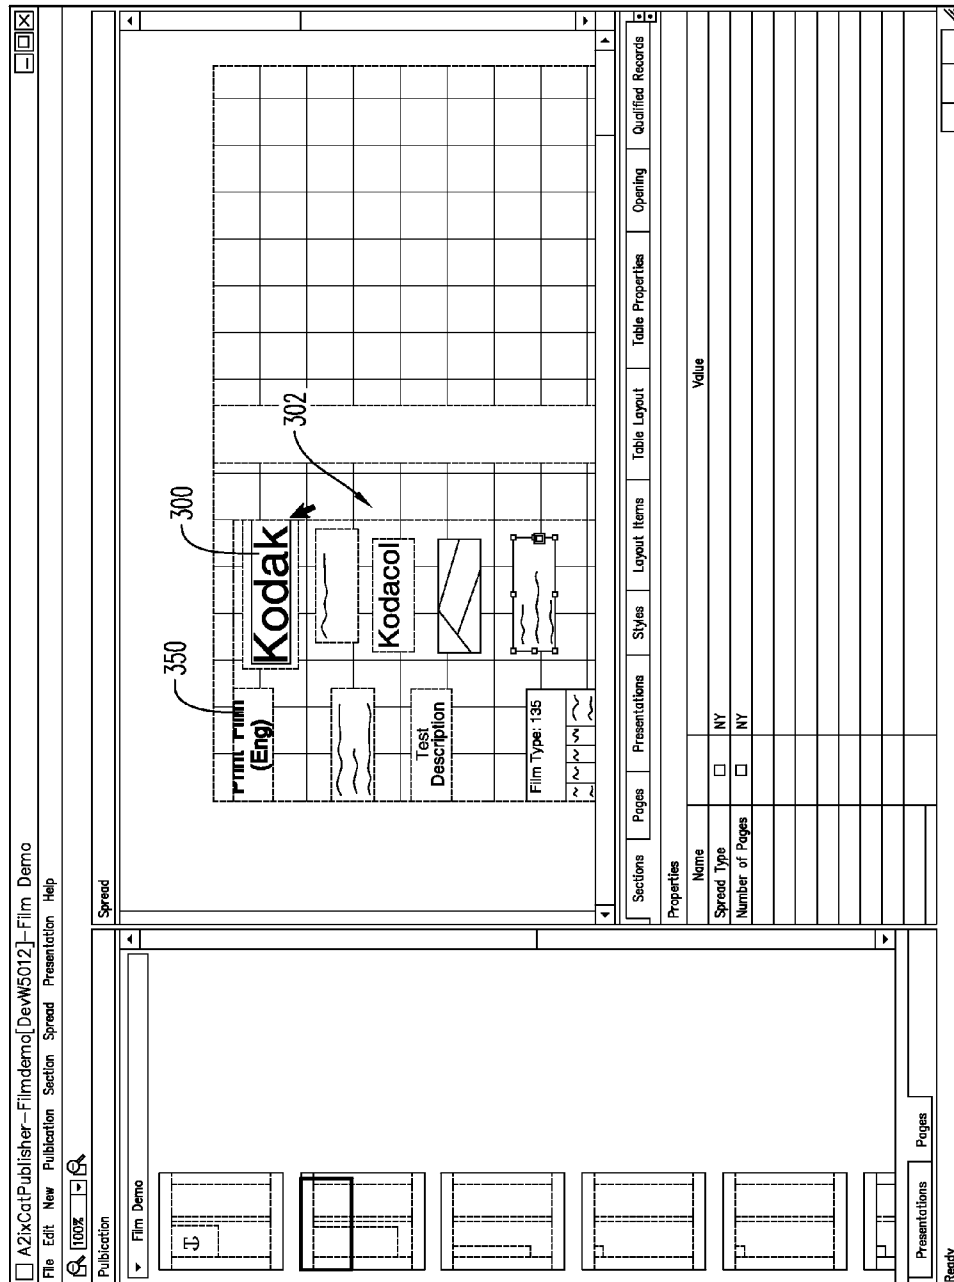 A2ixCatPublisher-Filmdemo[DevW5012]-Film Demo
File Edit New Pulbication Section Spread Presentation Help
100%
Pulbication
Film Demo
Presentations Pages
Ready
Spread
350
300
302
Print Film
(Eng)
Kodak
Kodacol
Test
Description
Film Type: 135
Sections Pages Presentations Styles Layout Items Table Layout Table Properties Opening Qualified Records
Properties
Name Value
Spread Type NY
Number of Pages NY